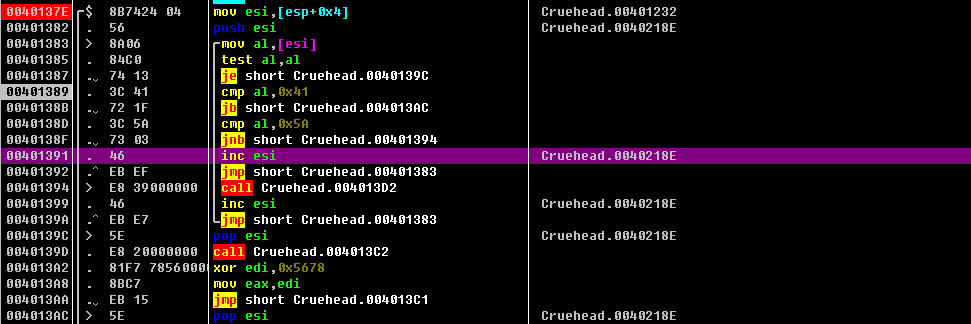 0040137E $ 8B7424 04 mov esi,[esp+0x4] Cruehead.00401232
00401382 . 56 push esi Cruehead.0040218E
00401383 > 8A06 mov al,[esi]
00401385 . 84C0 test al,al
00401387 .v 74 13 je short Cruehead.0040139C
00401389 . 3C 41 cmp al,0x41
0040138B .v 72 1F jb short Cruehead.004013AC
0040138D . 3C 5A cmp al,0x5A
0040138F .v 73 03 jnb short Cruehead.00401394
00401391 . 46 inc esi Cruehead.0040218E
00401392 .^ EB EF jmp short Cruehead.00401383
00401394 > E8 39000000 call Cruehead.004013D2
00401399 . 46 inc esi Cruehead.0040218E
0040139A .^ EB E7 jmp short Cruehead.00401383
0040139C > 5E pop esi Cruehead.0040218E
0040139D . E8 20000000 call Cruehead.004013C2
004013A2 . 81F7 7856000 xor edi,0x5678
004013A8 . 8BC7 mov eax,edi
004013AA .v EB 15 jmp short Cruehead.004013C1
004013AC > 5E pop esi Cruehead.0040218E